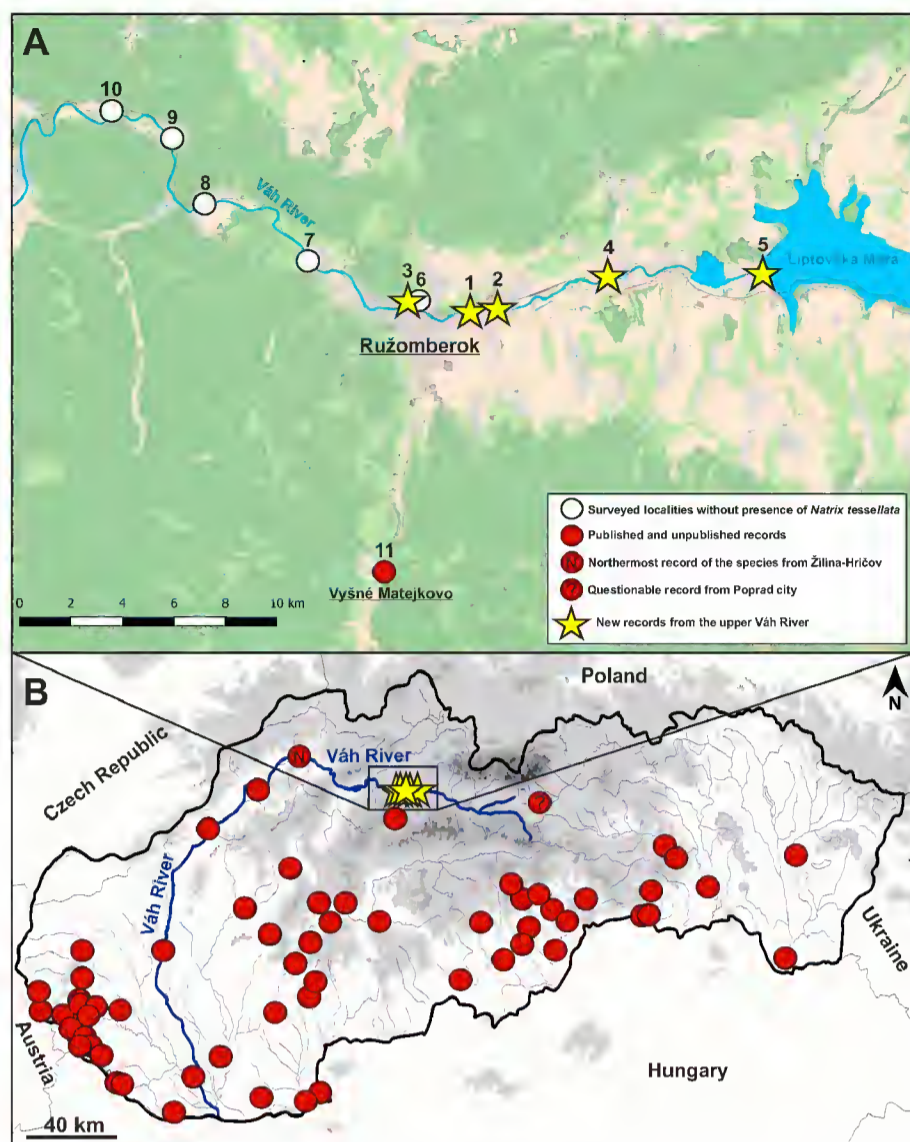 A
10
9
8
Váh River
7
3
6
1
2
4
5
Liptovská Mara
Ružomberok
11
Vyšné Matejkovo
0 2 4 6 8 10 km
Surveyed localities without presence of Natrix tessellata
Published and unpublished records
N Northermost record of the species from Žilina-Hričov
? Questionable record from Poprad city
New records from the upper Váh River
B
Poland
N
Czech Republic
N
Váh River
?
Váh River
Ukraine
Austria
Hungary
40 km